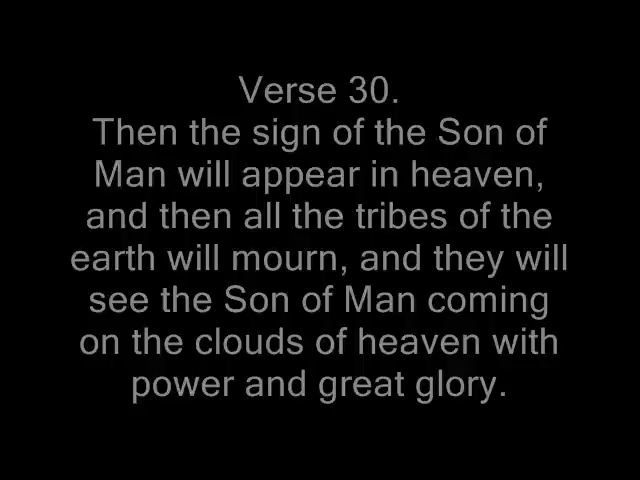 Verse 30.
Then the sign of the Son of
Man will appear in heaven,
and then all the tribes of the
earth will mourn, and they will
see the Son of Man coming
on the clouds of heaven with
power and great glory.